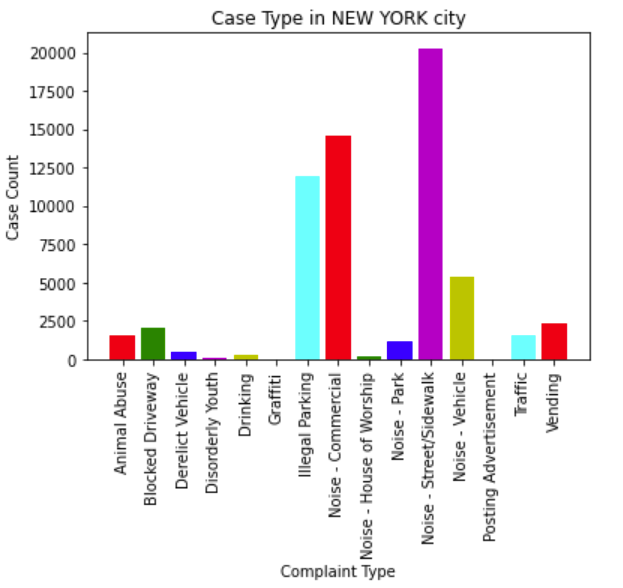 Case Type in NEW YORK city
Case Count
20000
17500
15000
12500
10000
7500
5000
2500
0
Animal Abuse
Blocked Driveway
Derelict Vehicle
Disorderly Youth
Drinking
Graffiti
Illegal Parking
Noise - Commercial
Noise - House of Worship
Noise - Park
Noise - Street/Sidewalk
Noise - Vehicle
Posting Advertisement
Traffic
Vending
Complaint Type